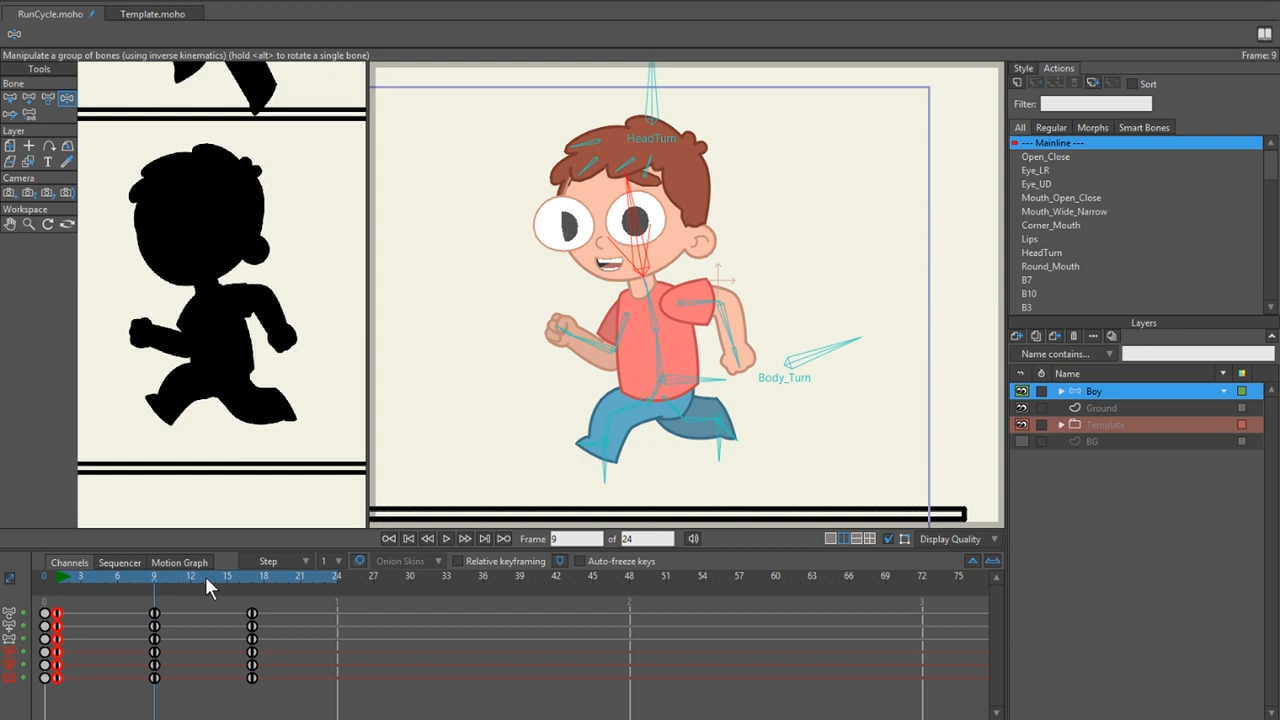 RunCycle.moho Template.moho
Manipulate a group of bones (using inverse kinematics) (hold <alt> to rotate a single bone) Frame: 9
Tools
Bone
Layer
Camera
Workspace
HeadTurn
Body_Turn
Style Actions
Sort
Filter:
All Regular Morphs Smart Bones
--- Mainline ---
Open_Close
Eye_LR
Eye_UD
Mouth_Open_Close
Mouth_Wide_Narrow
Corner_Mouth
Lips
HeadTurn
Round_Mouth
B7
B10
B3
Layers
Name contains...
Name
Boy
Ground
Template
BG
Frame 9 of 24 Display Quality
Channels Sequencer Motion Graph Step 1 Onion Skins Relative keyframing Auto-freeze keys
0 3 6 9 12 15 18 21 24 27 30 33 36 39 42 45 48 51 54 57 60 63 66 69 72 75
0 1 2 3